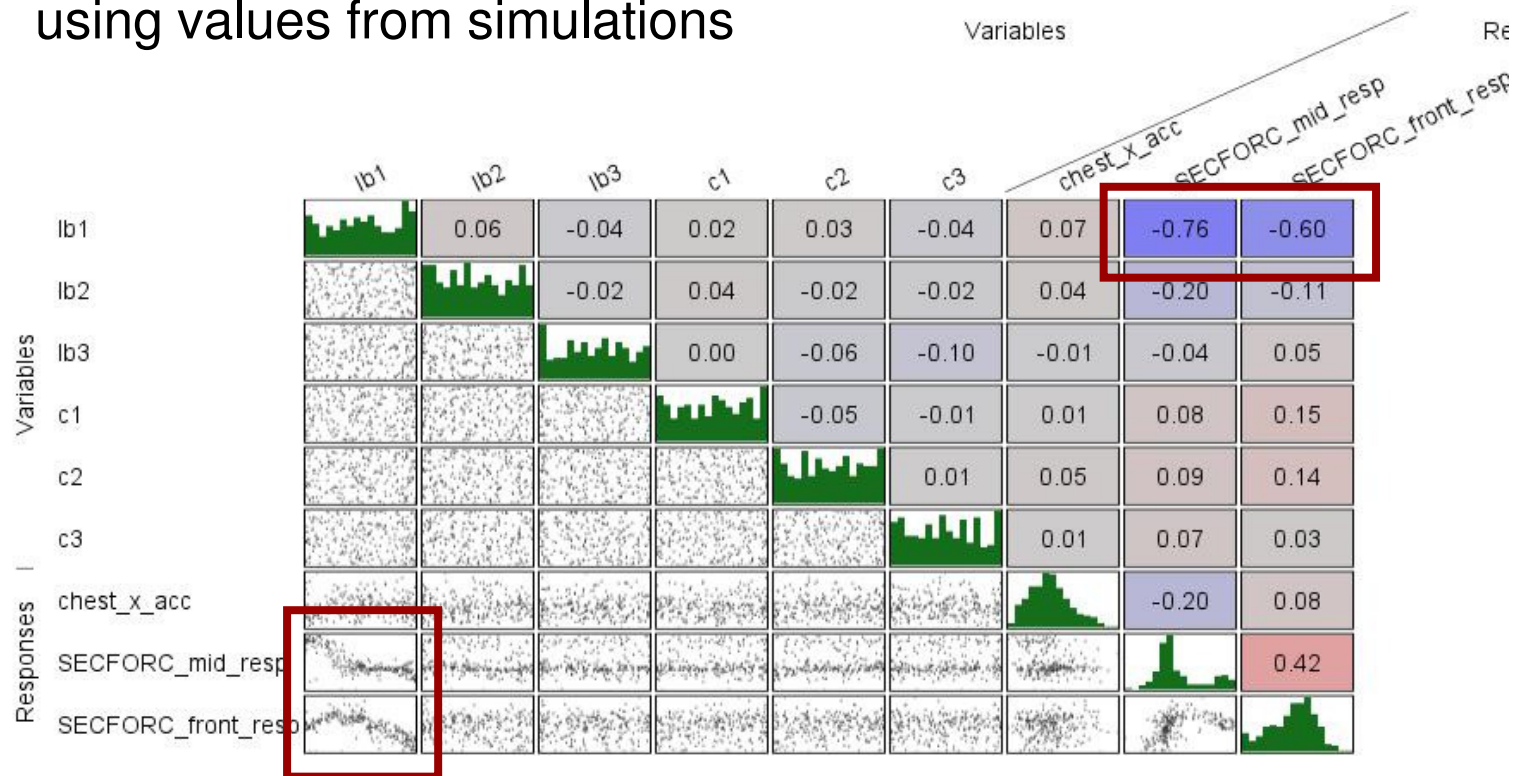 using values from simulations
Variables
Re
lb1 lb2 lb3 c1 c2 c3 chest_x_acc SECFORC_mid_resp SECFORC_front_resp
lb1 0.06 -0.04 0.02 0.03 -0.04 0.07 -0.76 -0.60
lb2 -0.02 0.04 -0.02 -0.02 0.04 -0.20 -0.11
lb3 0.00 -0.06 -0.10 -0.01 -0.04 0.05
c1 -0.05 -0.01 0.01 0.08 0.15
c2 0.01 0.05 0.09 0.14
c3 0.01 0.07 0.03
chest_x_acc -0.20 0.08
SECFORC_mid_resp 0.42
SECFORC_front_resp
Variables
Responses